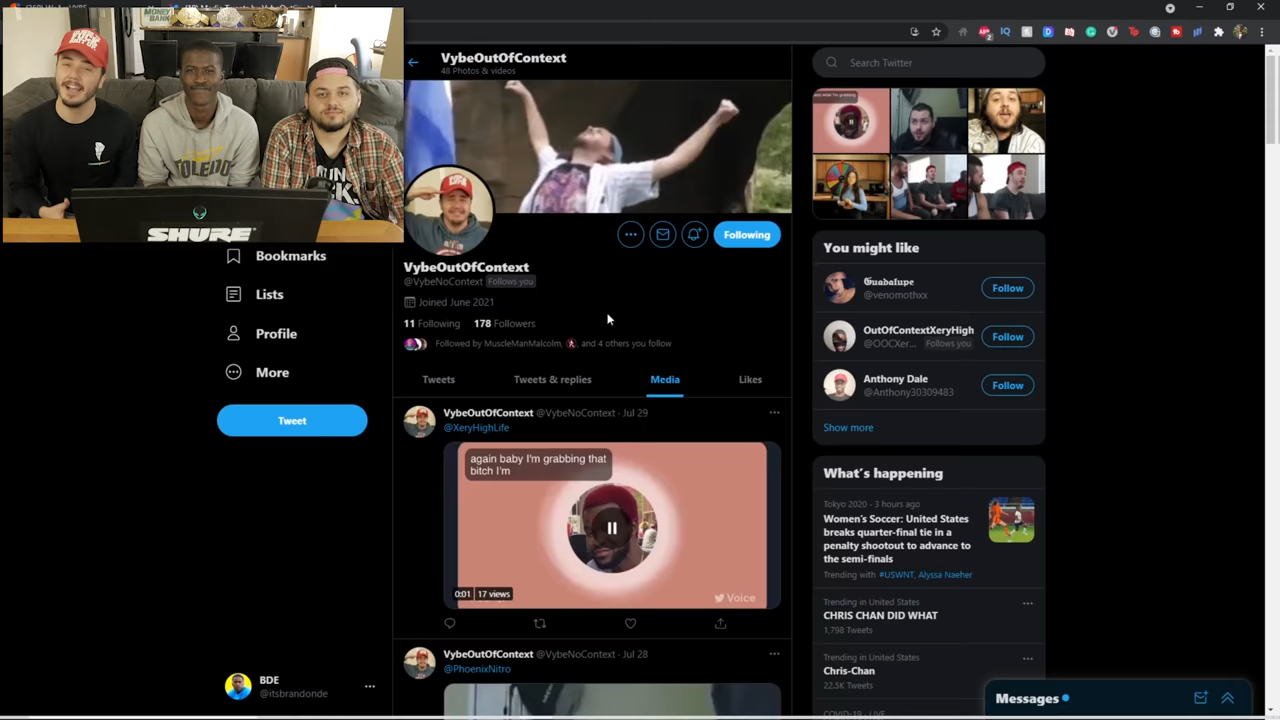 MONEY
BANK
TOLEDO
SHURE
Bookmarks
Lists
Profile
More
Tweet
BDE
@itsbrandonde
VybeOutOfContext
48 Photos & videos
Following
VybeOutOfContext
@VybeNoContext Follows you
Joined June 2021
11 Following 178 Followers
Followed by MuscleManMalcolm, and 4 others you follow
Tweets Tweets & replies Media Likes
VybeOutOfContext @VybeNoContext · Jul 29
@XeryHighLife
again baby I'm grabbing that
bitch I'm
0:01 17 views
Voice
VybeOutOfContext @VybeNoContext · Jul 28
@PhoenixNitro
Search Twitter
You might like
𝕲𝖚𝖆𝖉𝖆𝖑𝖚𝖕𝖊
@venomothxx
Follow
OutOfContextXeryHigh
@OOCXer... Follows you
Follow
Anthony Dale
@Anthony30309483
Follow
Show more
What's happening
Tokyo 2020 · 3 hours ago
Women's Soccer: United States
breaks quarter-final tie in a
penalty shootout to advance to
the semi-finals
Trending with #USWNT, Alyssa Naeher
Trending in United States
CHRIS CHAN DID WHAT
1,798 Tweets
Trending in United States
Chris-Chan
22.5K Tweets
COVID-19 · LIVE
Messages